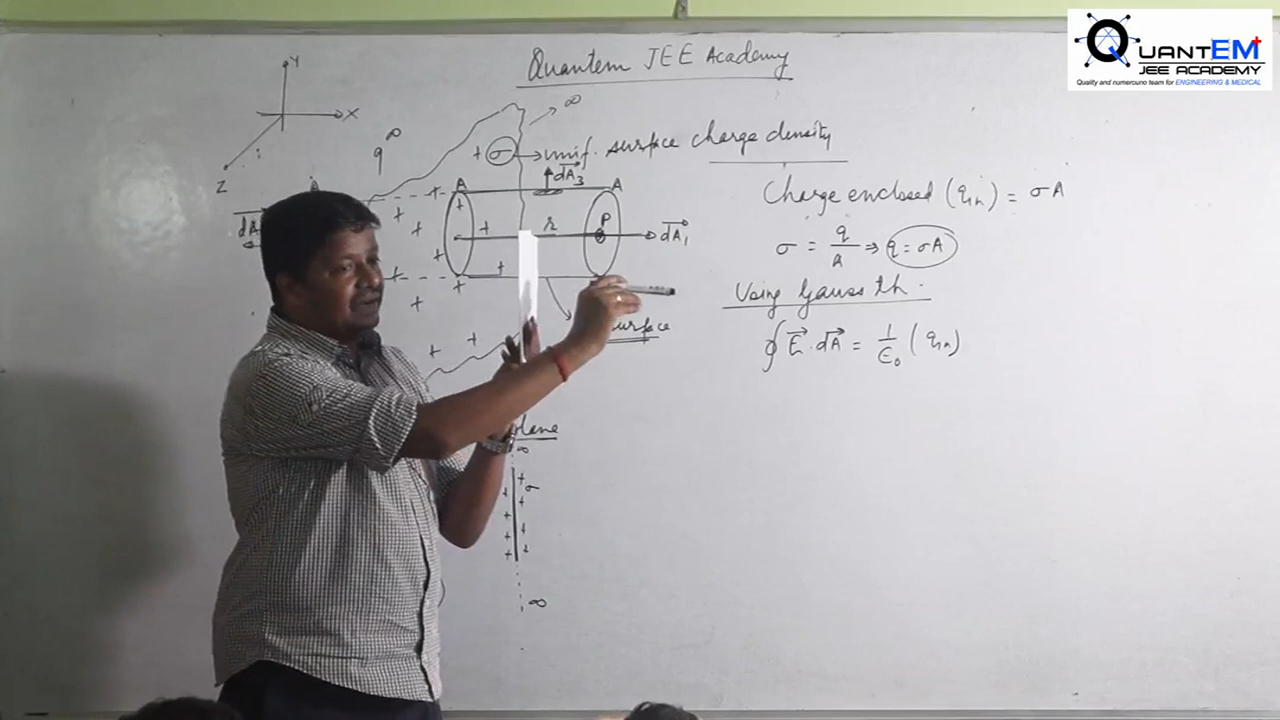 QUANTEM+
JEE ACADEMY
Quality and numerouno team for ENGINEERING & MEDICAL
Quantem JEE Academy
Y
X
Z
∞
q
∞
+ σ → unif. surface charge density
dA₃
A
A
r
P
dA₁
dA
A
surface
Charge enclosed (qᵢₙ) = σA
σ = q/A ⇒ q = σA
Using Gauss th.
∮ E⃗ · dA⃗ = 1/ε₀ (qᵢₙ)
plane
∞
σ
∞